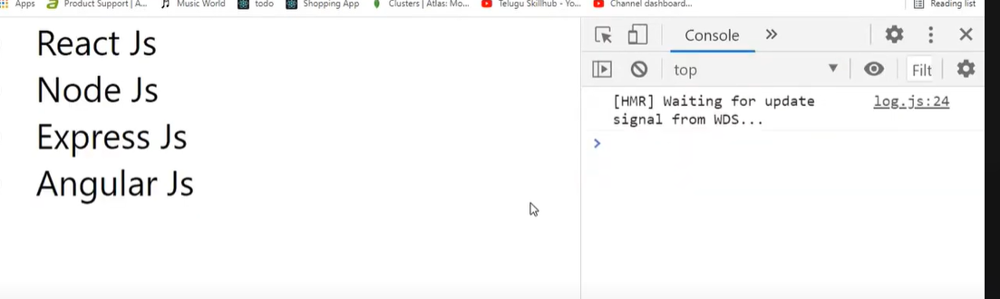 Apps Product Support | A... Music World todo Shopping App Clusters | Atlas: Mo... Telugu Skillhub - Yo... Channel dashboard... Reading list
React Js
Node Js
Express Js
Angular Js
Console
top Filt
[HMR] Waiting for update log.js:24
signal from WDS...